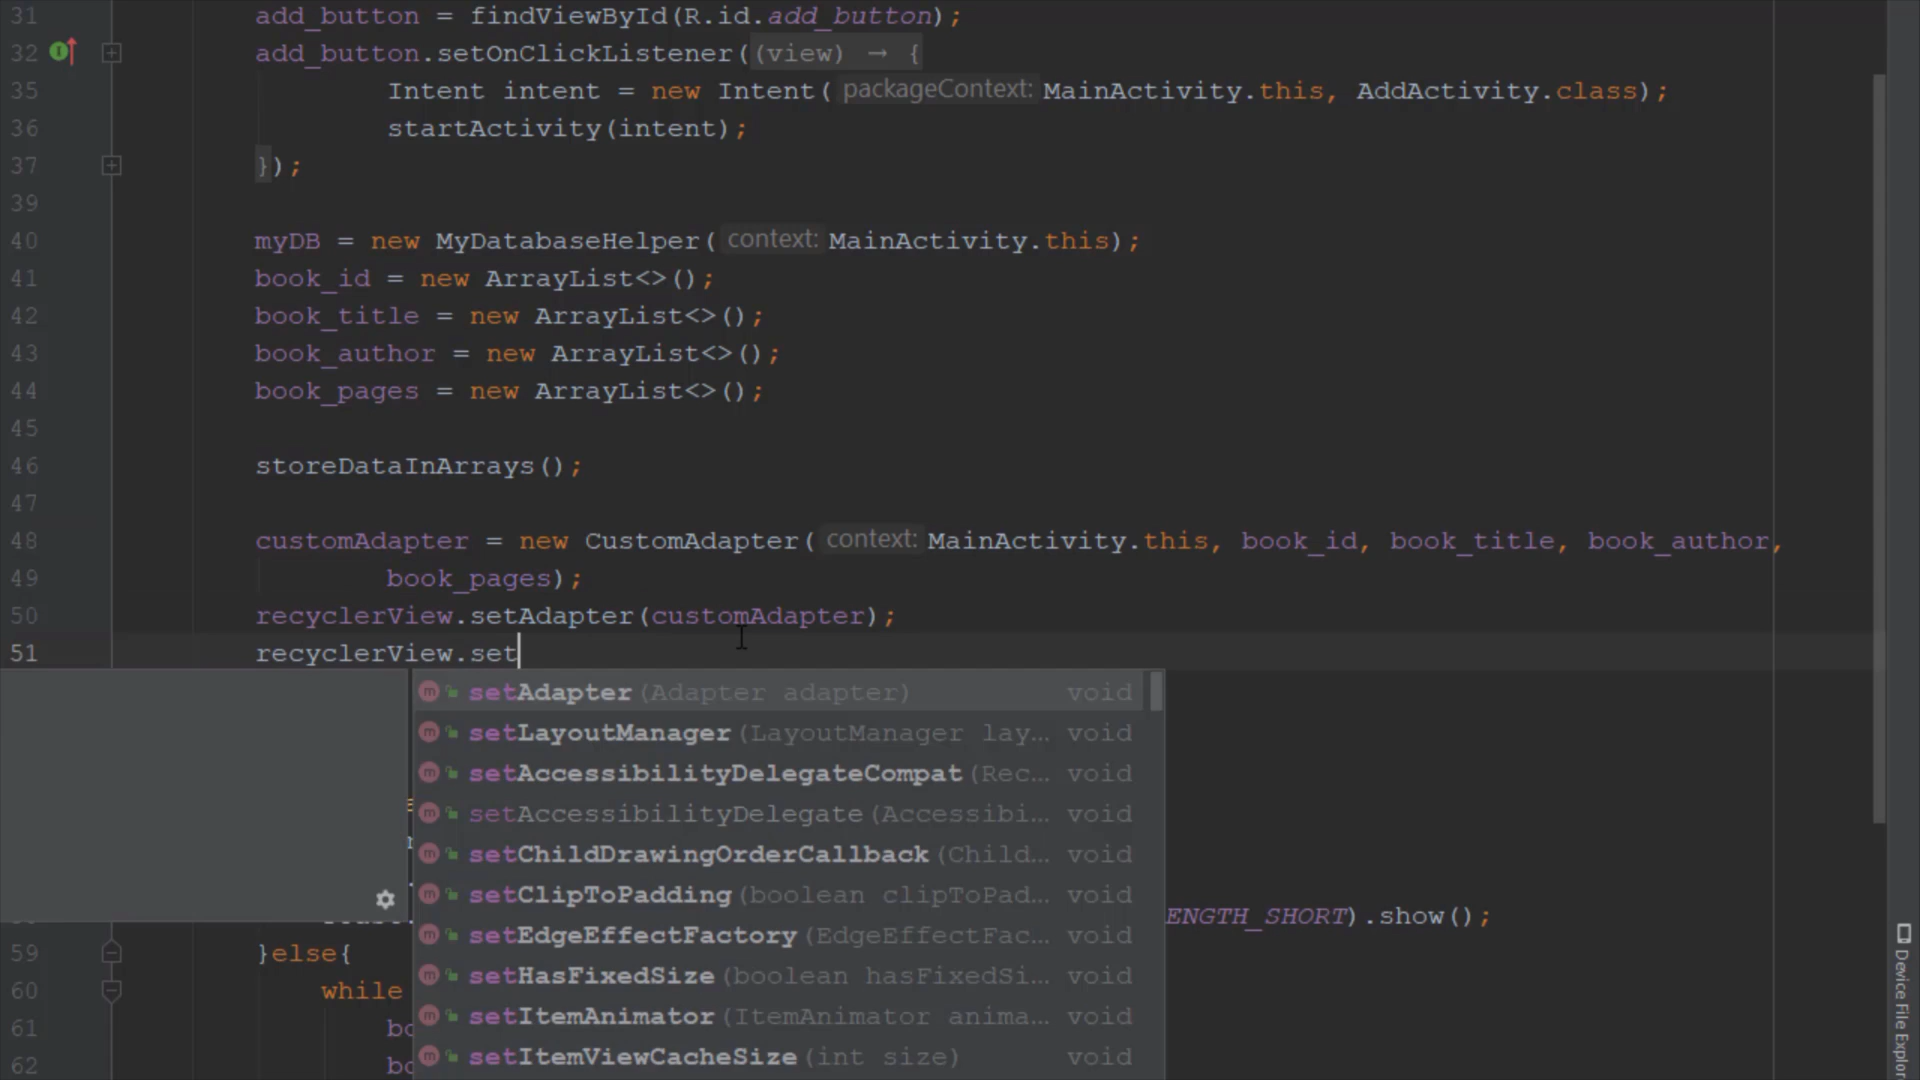 31 add_button = findViewById(R.id.add_button);
32 add_button.setOnClickListener((view) → {
35 Intent intent = new Intent( packageContext: MainActivity.this, AddActivity.class);
36 startActivity(intent);
37 });
39
40 myDB = new MyDatabaseHelper( context: MainActivity.this);
41 book_id = new ArrayList<>();
42 book_title = new ArrayList<>();
43 book_author = new ArrayList<>();
44 book_pages = new ArrayList<>();
45
46 storeDataInArrays();
47
48 customAdapter = new CustomAdapter( context: MainActivity.this, book_id, book_title, book_author,
49 book_pages);
50 recyclerView.setAdapter(customAdapter);
51 recyclerView.set
setAdapter(Adapter adapter) void
setLayoutManager(LayoutManager lay... void
setAccessibilityDelegateCompat(Rec... void
setAccessibilityDelegate(Accessibi... void
setChildDrawingOrderCallback(Child... void
setClipToPadding(boolean clipToPad... void
ENGTH_SHORT).show();
setEdgeEffectFactory(EdgeEffectFac... void
59 }else{
setHasFixedSize(boolean hasFixedSi... void
60 while
setItemAnimator(ItemAnimator anima... void
61 bo
setItemViewCacheSize(int size) void
62 bo
Device File Explor